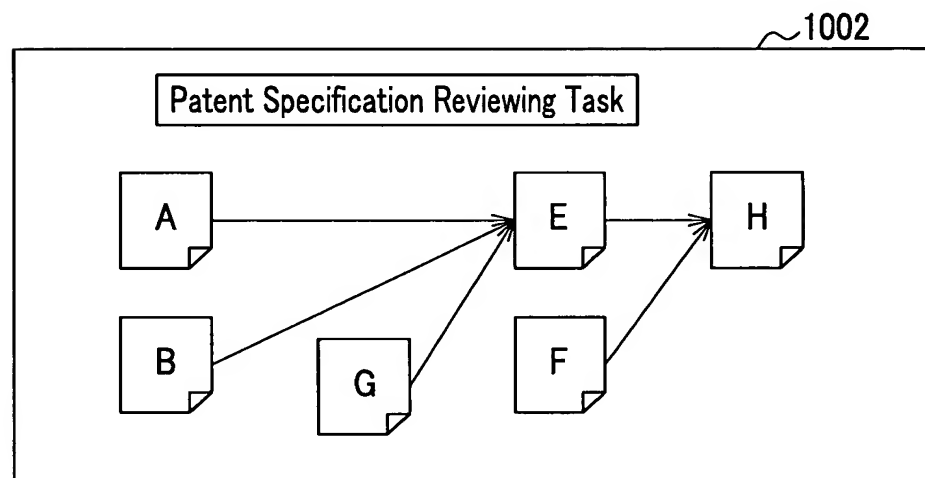 1002
Patent Specification Reviewing Task
A
E
H
B
G
F